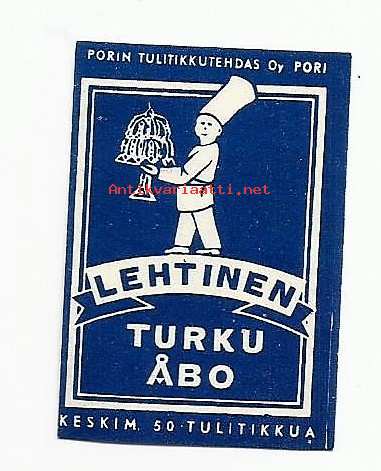 PORIN TULITIKKUTEHDAS Oy PORI
Antikvariaatti.net
LEHTINEN
TURKU
ÅBO
KESKIM. 50 · TULITIKKUA